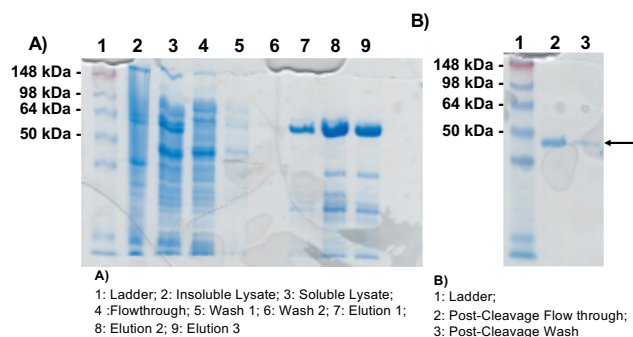 B)
A)
1 2 3 4 5 6 7 8 9
1 2 3
148 kDa -
98 kDa -
64 kDa -
50 kDa -
148 kDa -
98 kDa -
64 kDa -
50 kDa -
A)
1: Ladder; 2: Insoluble Lysate; 3: Soluble Lysate;
4 :Flowthrough; 5: Wash 1; 6: Wash 2; 7: Elution 1;
8: Elution 2; 9: Elution 3
B)
1: Ladder;
2: Post-Cleavage Flow through;
3: Post-Cleavage Wash